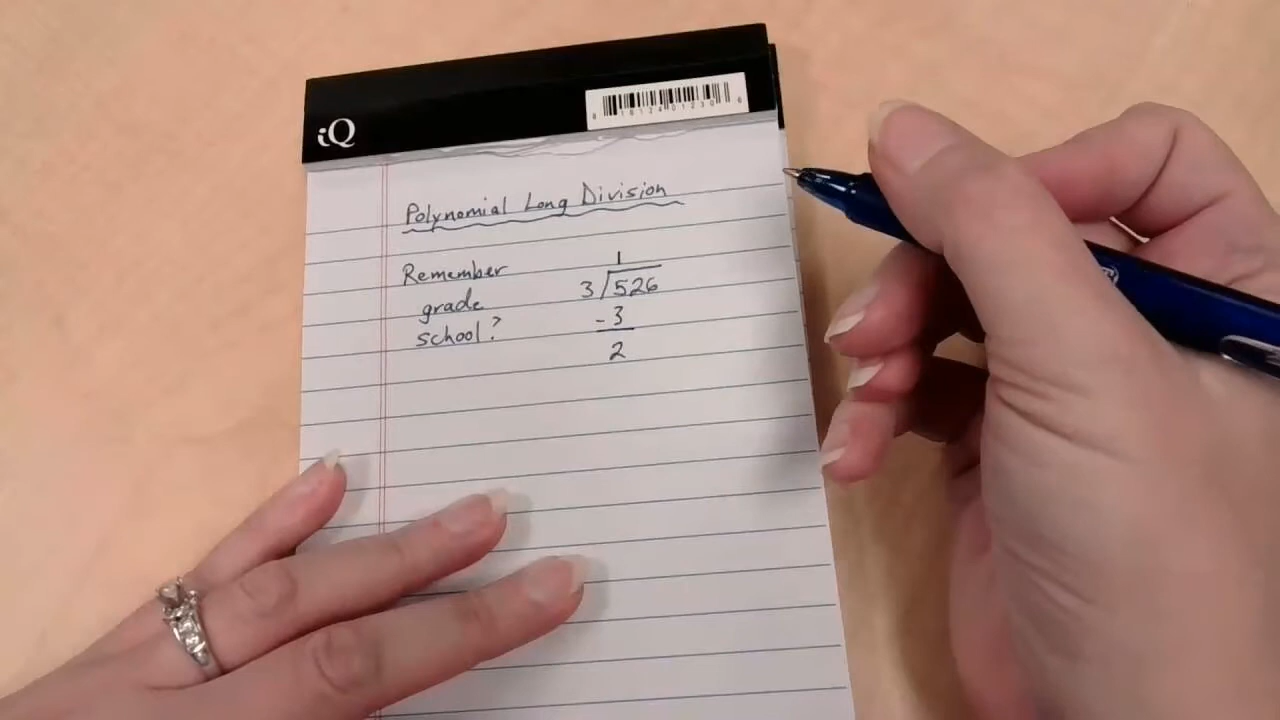 iQ
Polynomial Long Division
Remember
grade
school?
1
3 526
- 3
2